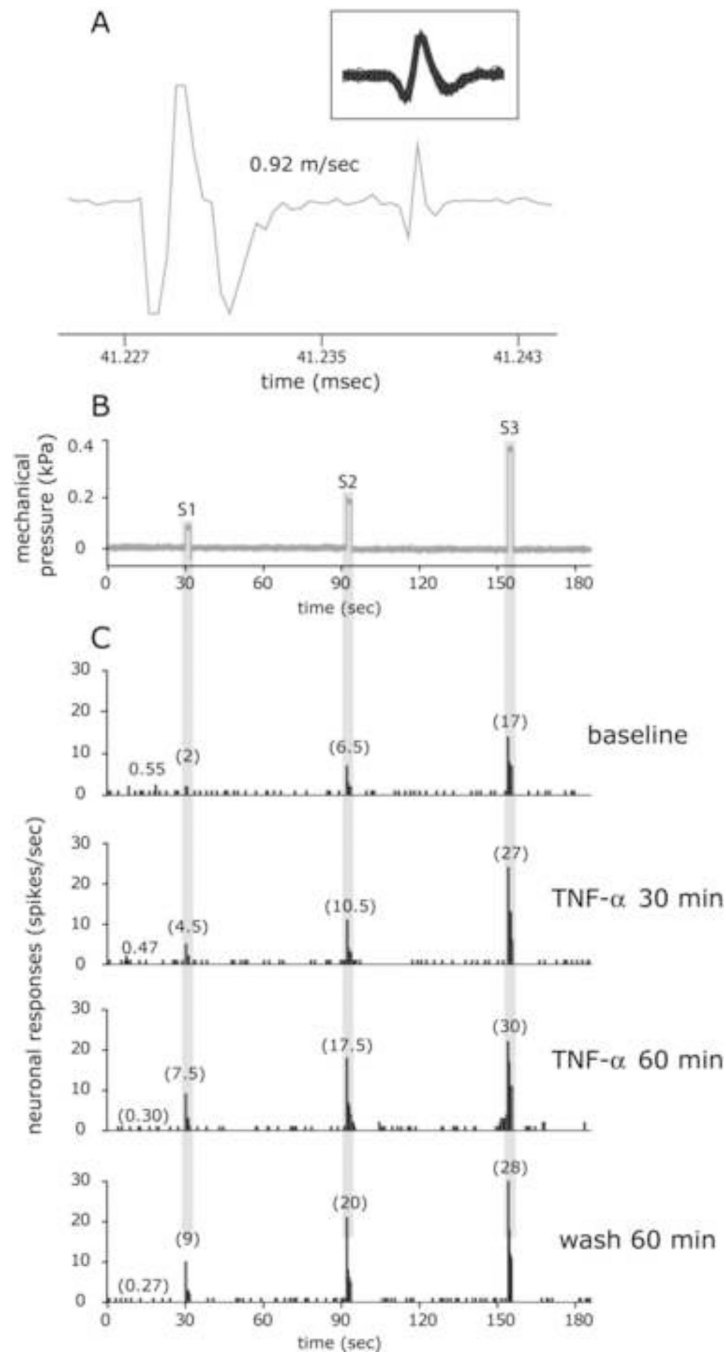 A
0.92 m/sec
41.227 41.235 41.243
time (msec)
B
mechanical
pressure (kPa)
0.4
0.2
0
S1 S2 S3
0 30 60 90 120 150 180
time (sec)
C
neuronal responses (spikes/sec)
30
20
10
0
0.55 (2) (6.5) (17)
baseline
30
20
10
0
0.47 (4.5) (10.5) (27)
TNF-α 30 min
30
20
10
0
(0.30) (7.5) (17.5) (30)
TNF-α 60 min
30
20
10
0
(0.27) (9) (20) (28)
wash 60 min
0 30 60 90 120 150 180
time (sec)